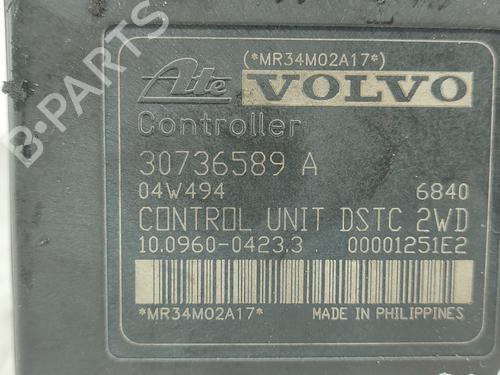 (*MR34M02A17*)
Ate VOLVO
Controller
30736589 A
04W494 6840
CONTROL UNIT DSTC 2WD
10.0960-0423.3 00001251E2
*MR34M02A17* MADE IN PHILIPPINES
B-PARTS